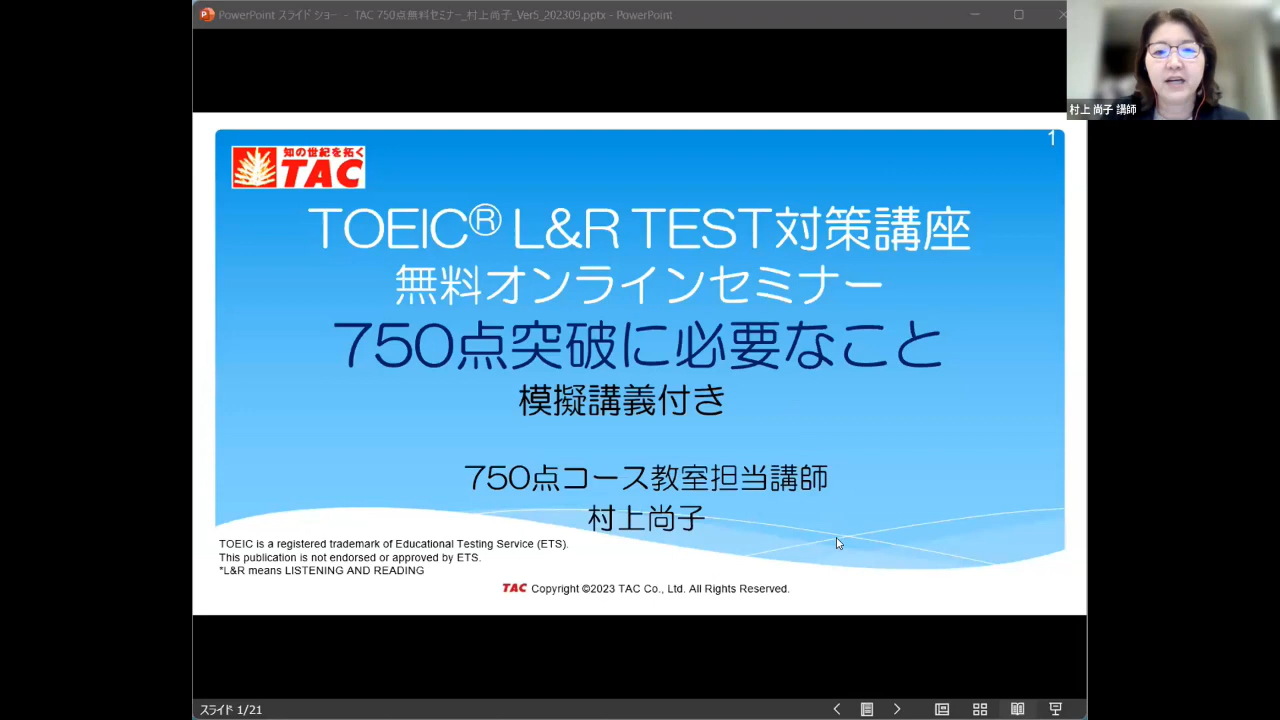 PowerPoint スライド ショー - TAC 750点無料セミナー_村上尚子_Ver5_202309.pptx - PowerPoint
村上 尚子 講師
1
知の世紀を拓く
TAC
TOEIC® L&R TEST対策講座
無料オンラインセミナー
750点突破に必要なこと
模擬講義付き
750点コース教室担当講師
村上尚子
TOEIC is a registered trademark of Educational Testing Service (ETS).
This publication is not endorsed or approved by ETS.
*L&R means LISTENING AND READING
TAC Copyright ©2023 TAC Co., Ltd. All Rights Reserved.
スライド 1/21